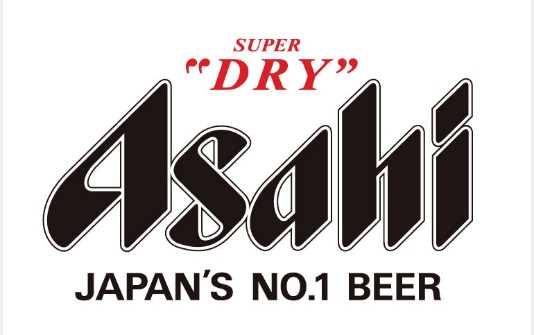 SUPER
"DRY"
Asahi
JAPAN'S NO.1 BEER